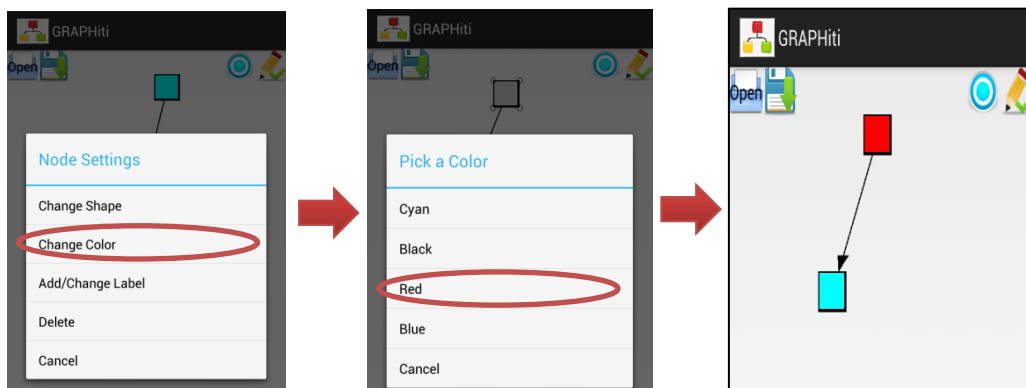 GRAPHiti
Open
Node Settings
Change Shape
Change Color
Add/Change Label
Delete
Cancel
GRAPHiti
Open
Pick a Color
Cyan
Black
Red
Blue
Cancel
GRAPHiti
Open